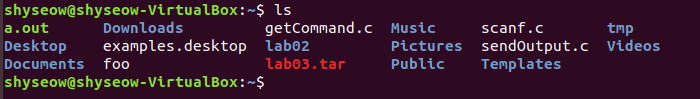 shyseow@shyseow-VirtualBox:~$ ls
a.out      Downloads         getCommand.c  Music     scanf.c       tmp
Desktop    examples.desktop  lab02         Pictures  sendOutput.c  Videos
Documents  foo               lab03.tar     Public    Templates
shyseow@shyseow-VirtualBox:~$